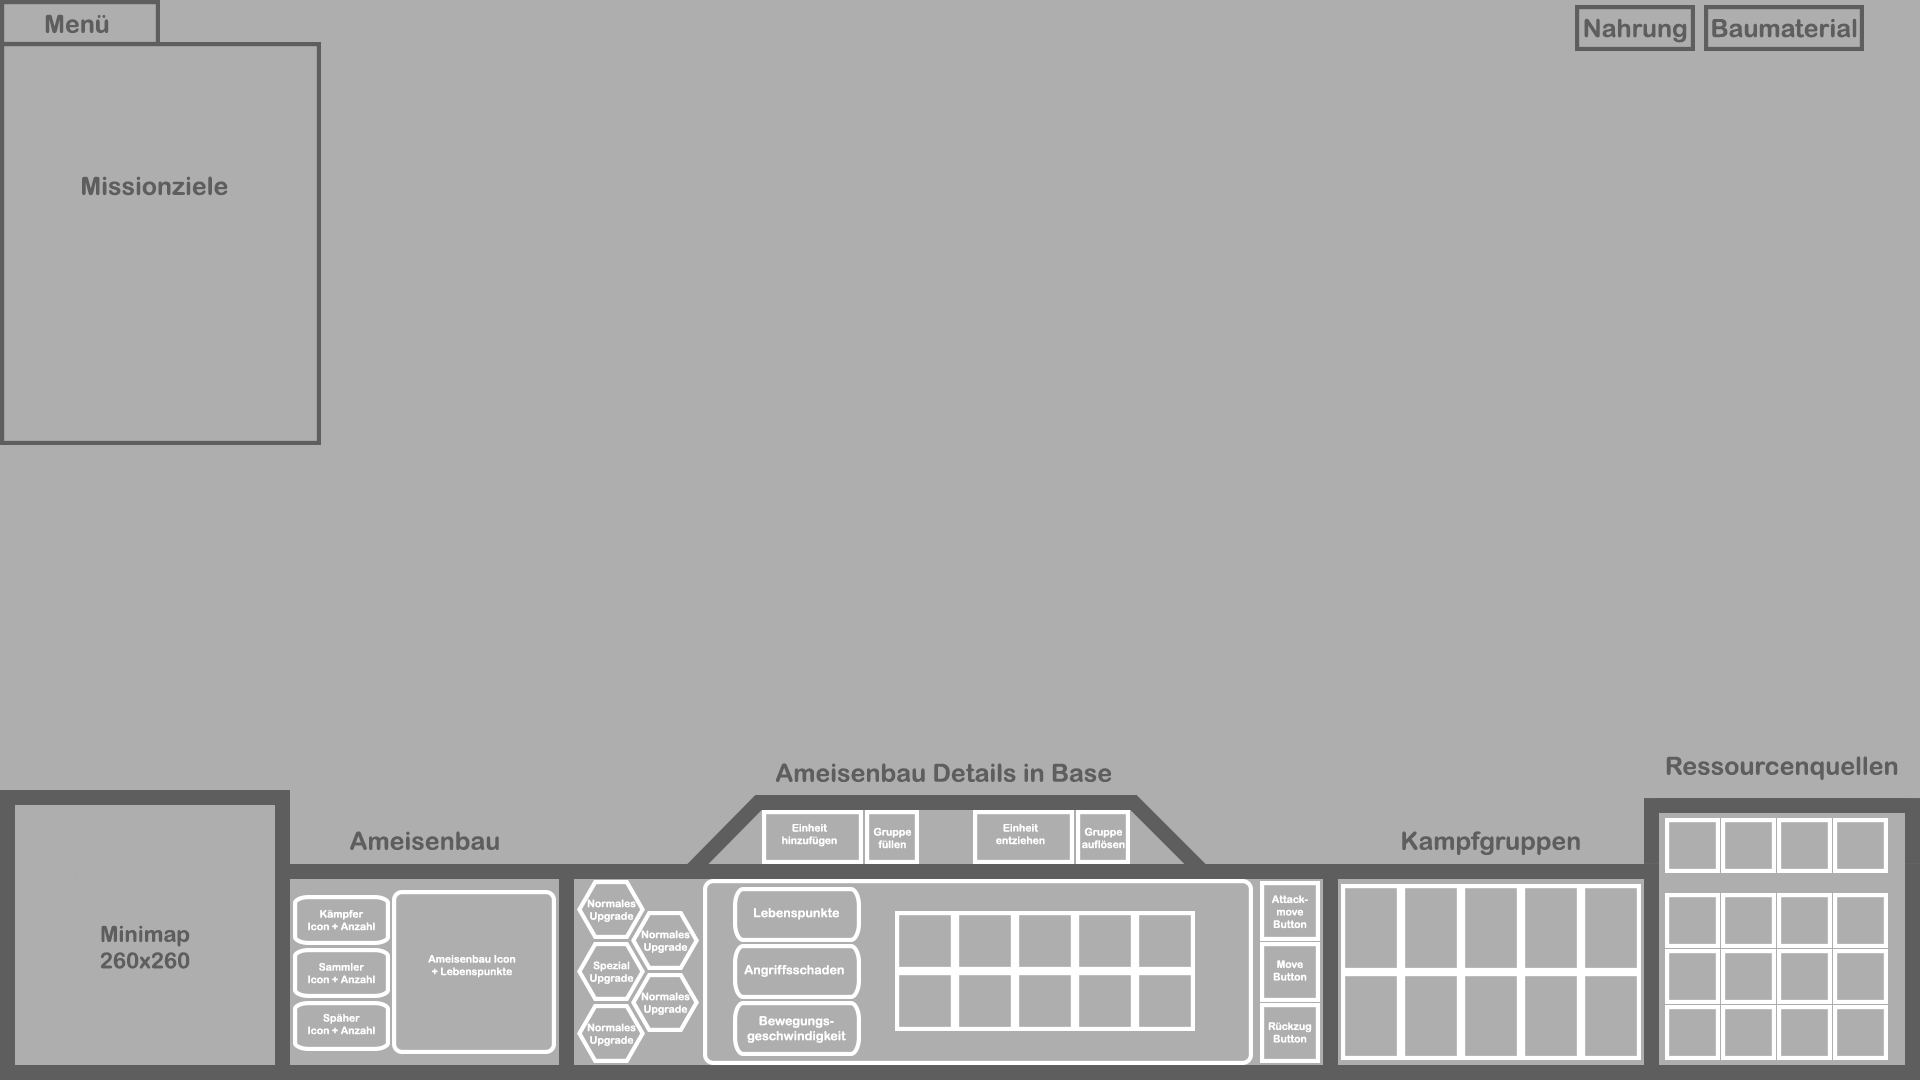 Menü
Nahrung
Baumaterial
Missionziele
Ressourcenquellen
Ameisenbau Details in Base
Ameisenbau
Kampfgruppen
Einheit
hinzufügen
Gruppe
füllen
Einheit
entziehen
Gruppe
auflösen
Minimap
260x260
Kämpfer
Icon + Anzahl
Sammler
Icon + Anzahl
Späher
Icon + Anzahl
Ameisenbau Icon
+ Lebenspunkte
Normales
Upgrade
Normales
Upgrade
Spezial
Upgrade
Normales
Upgrade
Normales
Upgrade
Lebenspunkte
Angriffsschaden
Bewegungs-
geschwindigkeit
Attack-
move
Button
Move
Button
Rückzug
Button